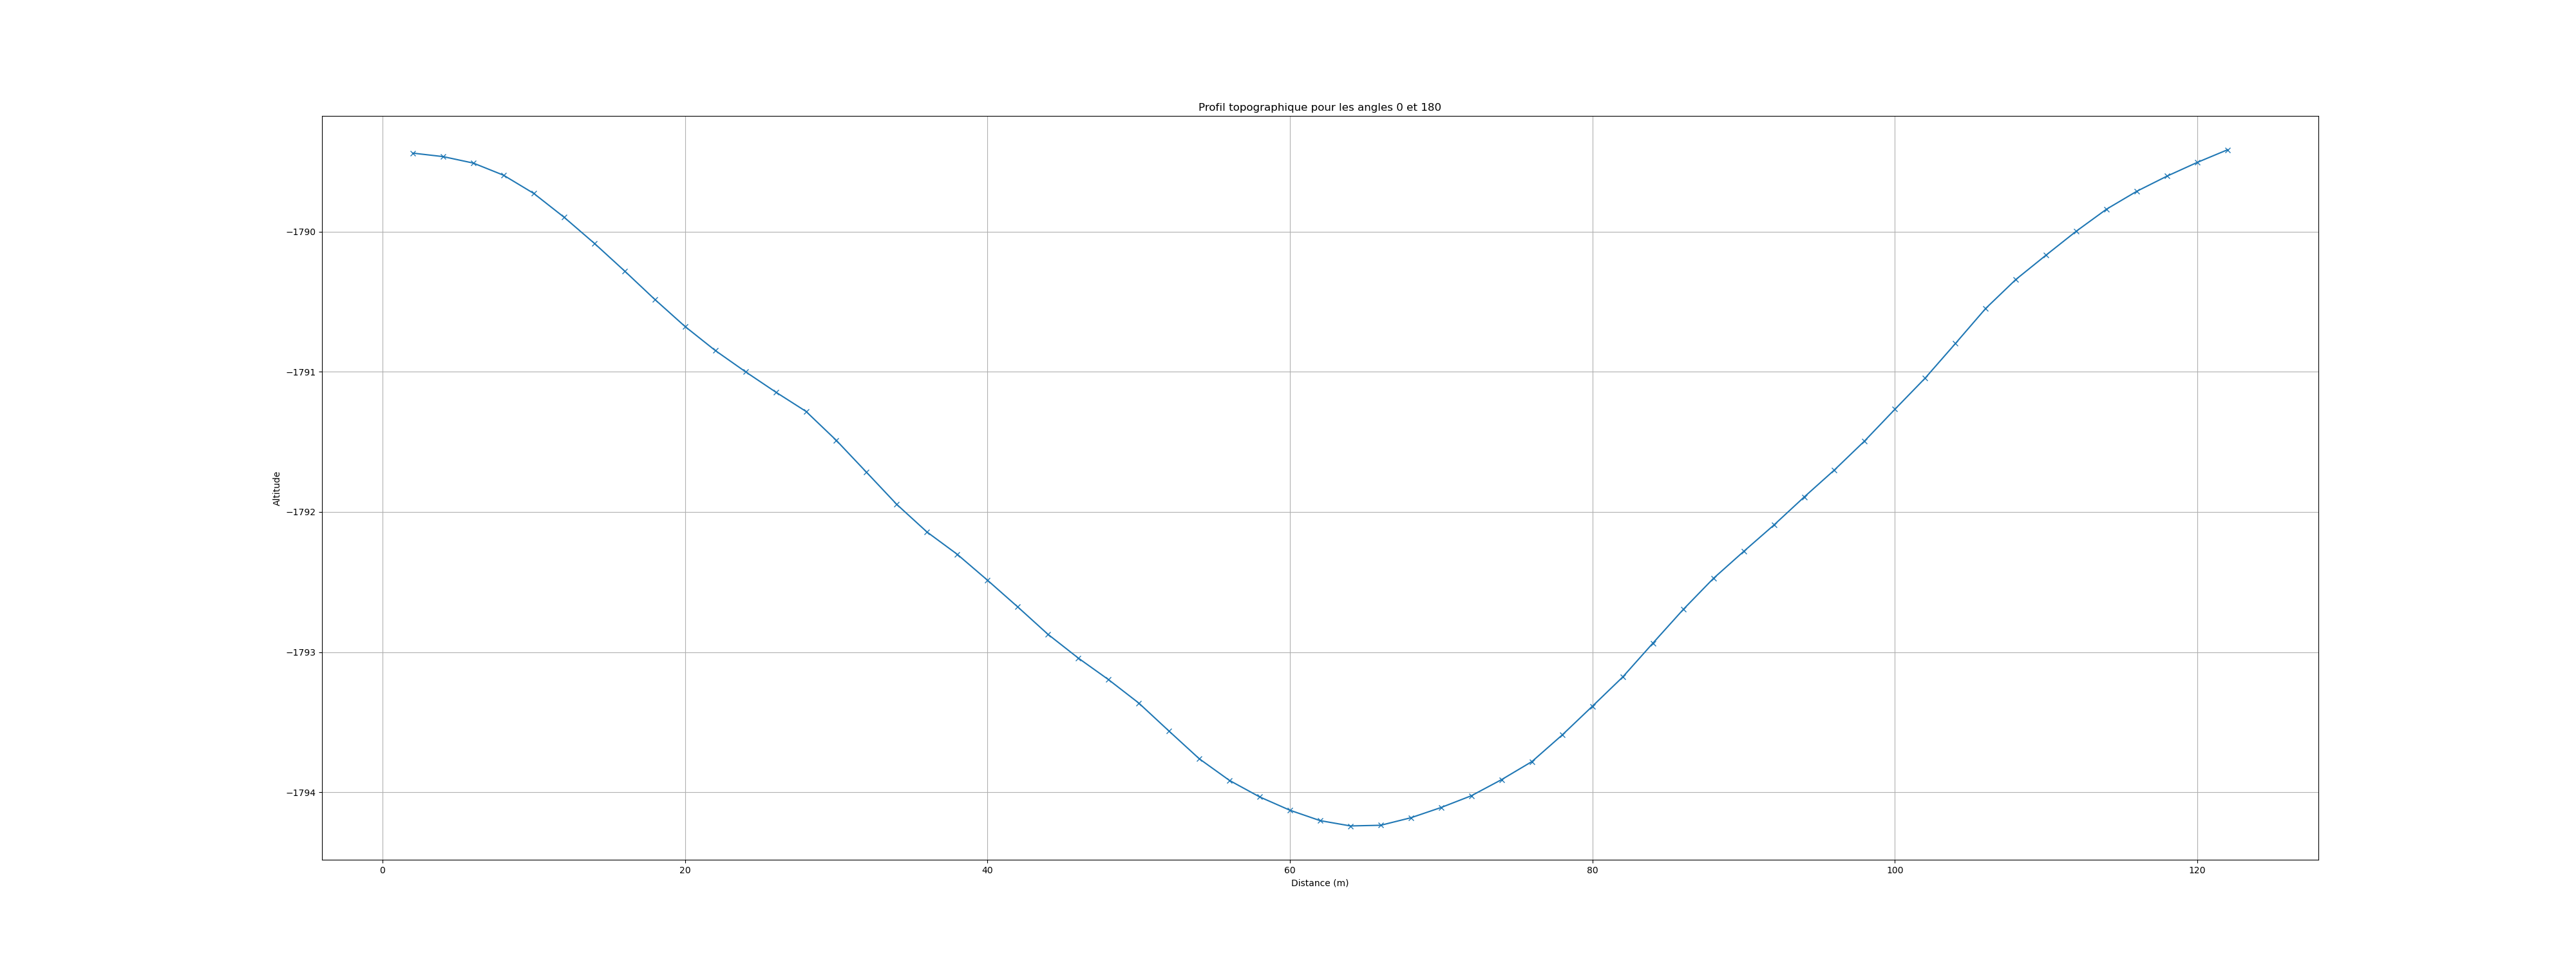 Profil topographique pour les angles 0 et 180
Altitude
−1790
−1791
−1792
−1793
−1794
0 20 40 60 80 100 120
Distance (m)